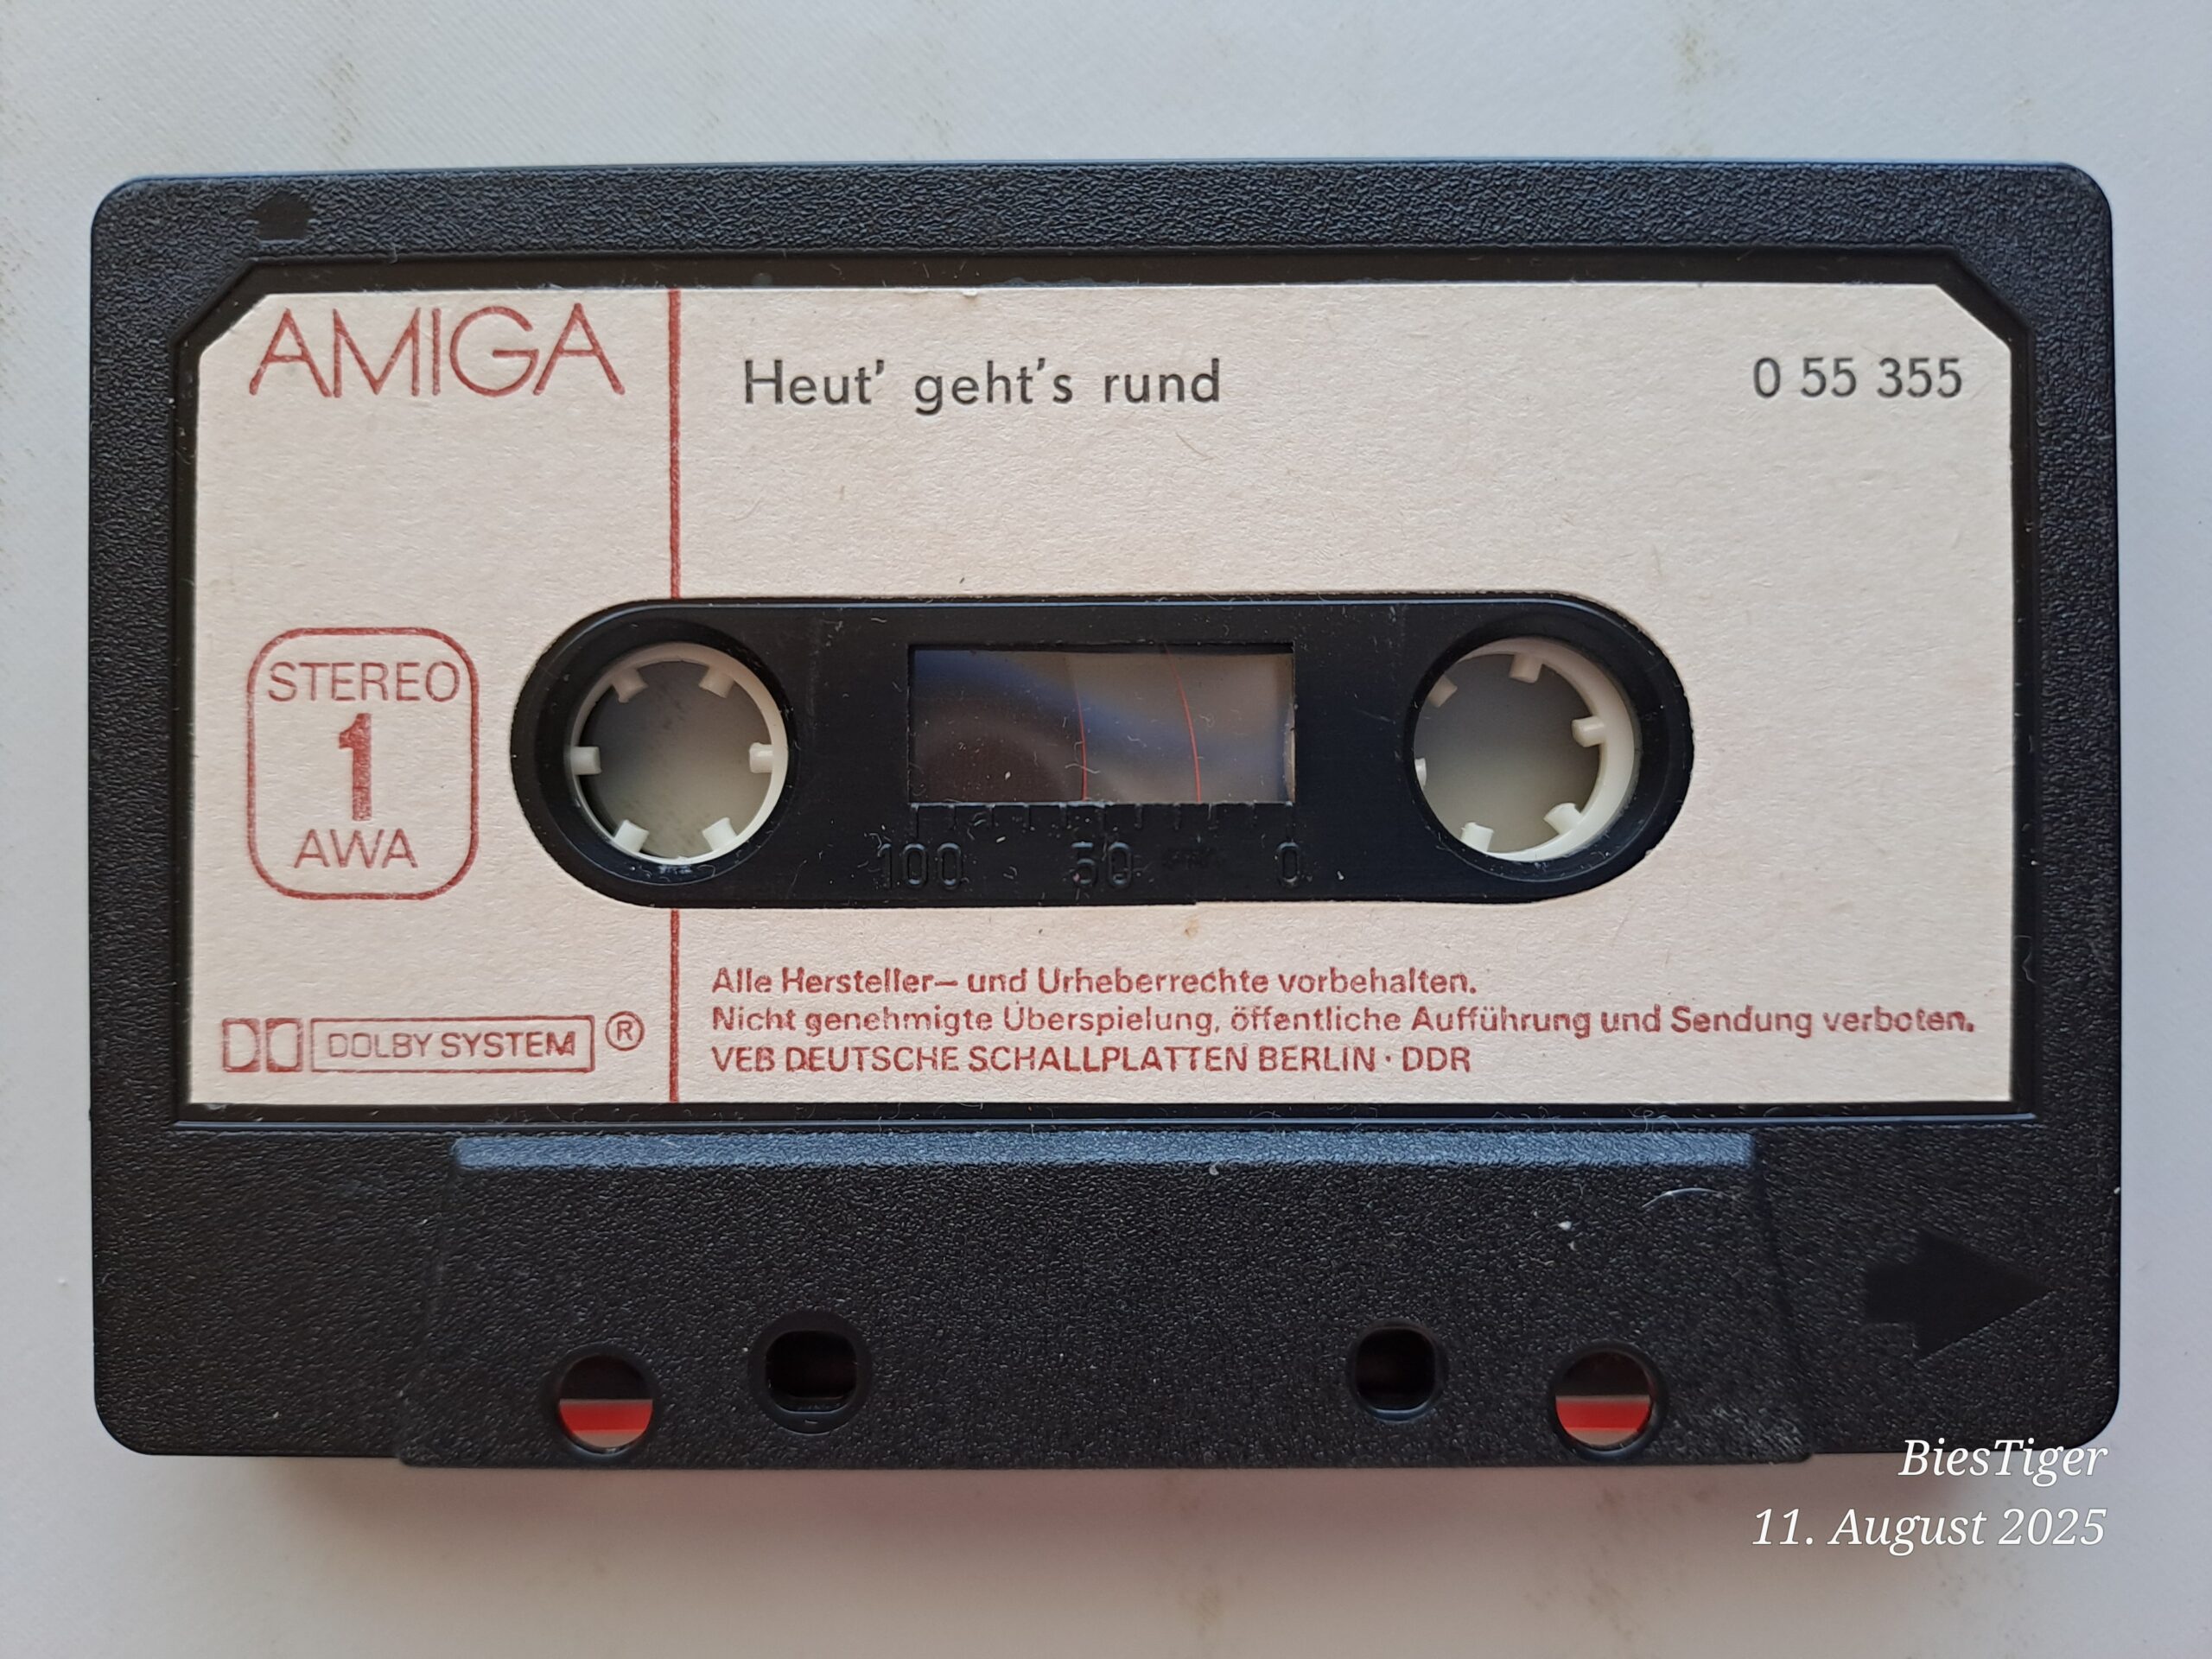 AMIGA
Heut' geht's rund
0 55 355
STEREO
1
AWA
100 50 0
DOLBY SYSTEM ®
Alle Hersteller– und Urheberrechte vorbehalten.
Nicht genehmigte Überspielung, öffentliche Aufführung und Sendung verboten.
VEB DEUTSCHE SCHALLPLATTEN BERLIN · DDR
BiesTiger
11. August 2025